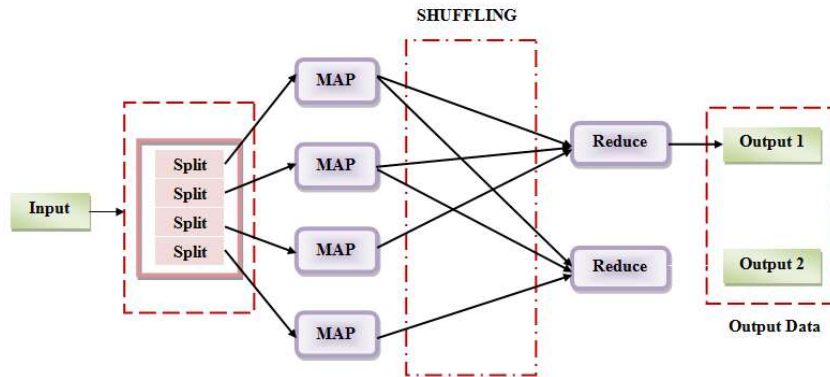 SHUFFLING
Input
Split
Split
Split
Split
MAP
MAP
MAP
MAP
Reduce
Reduce
Output 1
Output 2
Output Data